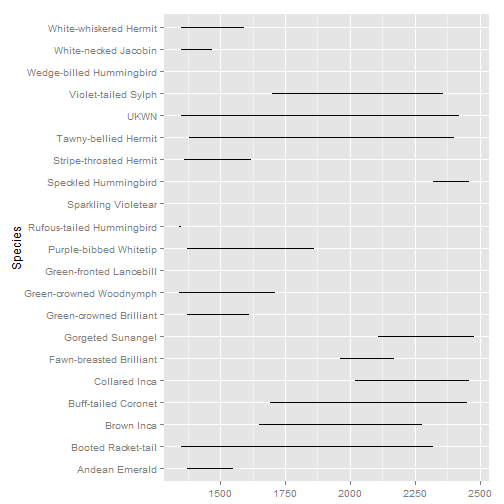 White-whiskered Hermit
White-necked Jacobin
Wedge-billed Hummingbird
Violet-tailed Sylph
UKWN
Tawny-bellied Hermit
Stripe-throated Hermit
Speckled Hummingbird
Sparkling Violetear
Rufous-tailed Hummingbird
Purple-bibbed Whitetip
Green-fronted Lancebill
Green-crowned Woodnymph
Green-crowned Brilliant
Gorgeted Sunangel
Fawn-breasted Brilliant
Collared Inca
Buff-tailed Coronet
Brown Inca
Booted Racket-tail
Andean Emerald
Species
1500 1750 2000 2250 2500